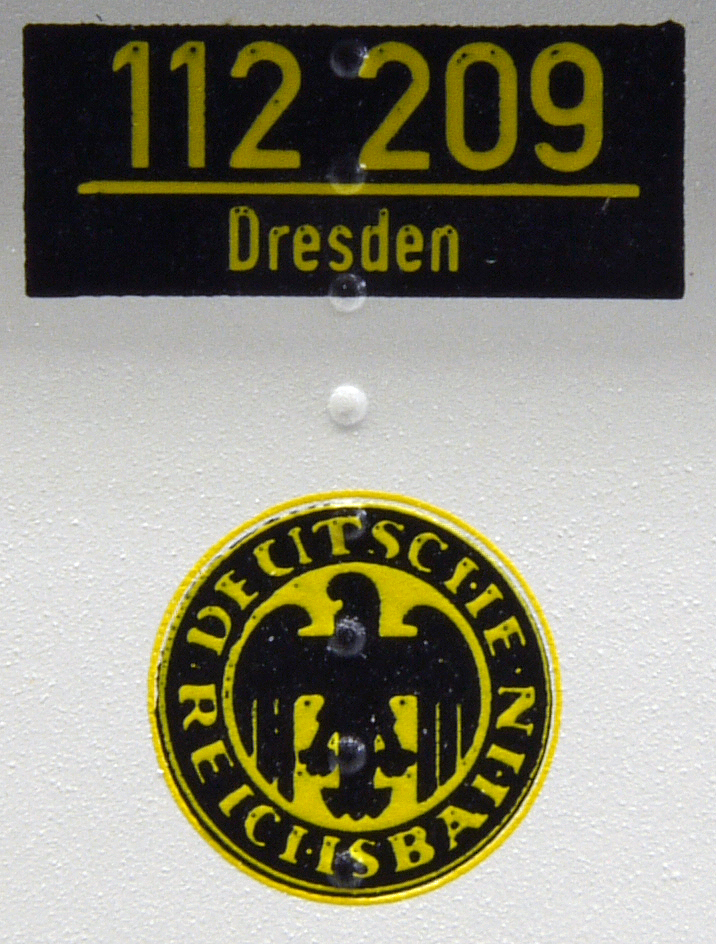 112 209
Dresden
DEUTSCHE
REICHSBAHN